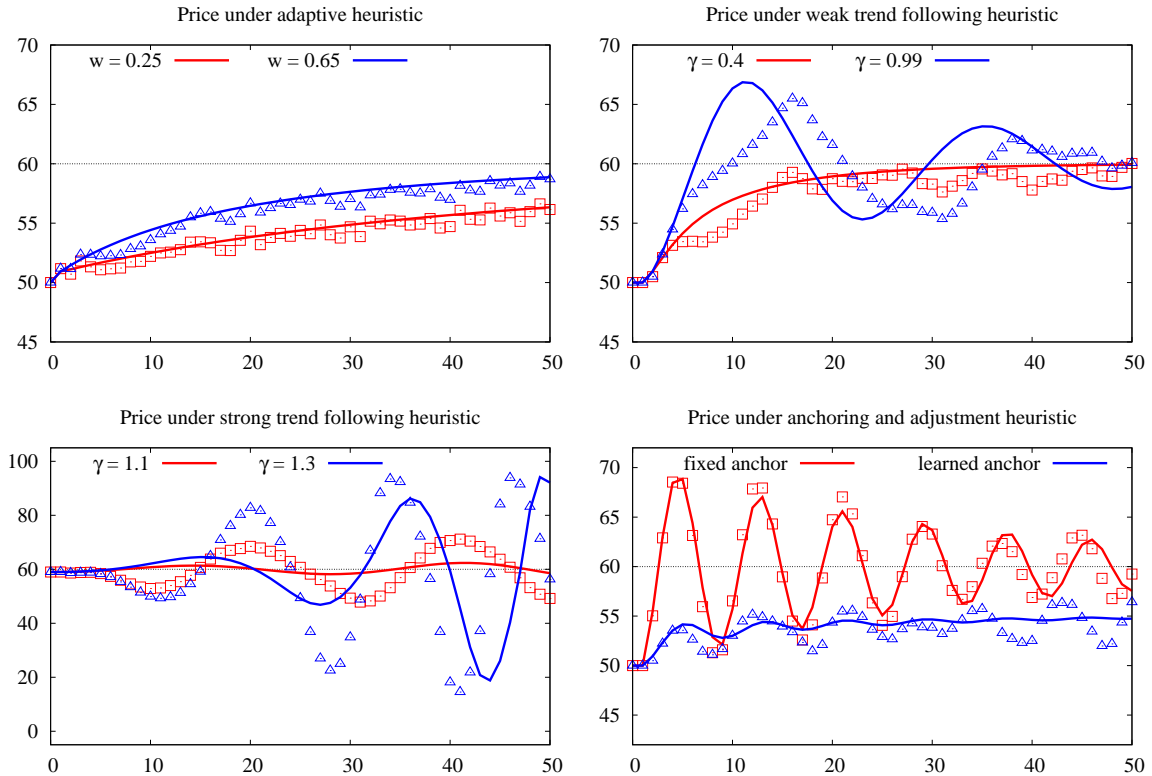 Price under adaptive heuristic
70
65
60
55
50
45
0 10 20 30 40 50
w = 0.25 w = 0.65
Price under weak trend following heuristic
70
65
60
55
50
45
0 10 20 30 40 50
γ = 0.4 γ = 0.99
Price under strong trend following heuristic
100
80
60
40
20
0
0 10 20 30 40 50
γ = 1.1 γ = 1.3
Price under anchoring and adjustment heuristic
70
65
60
55
50
45
0 10 20 30 40 50
fixed anchor learned anchor